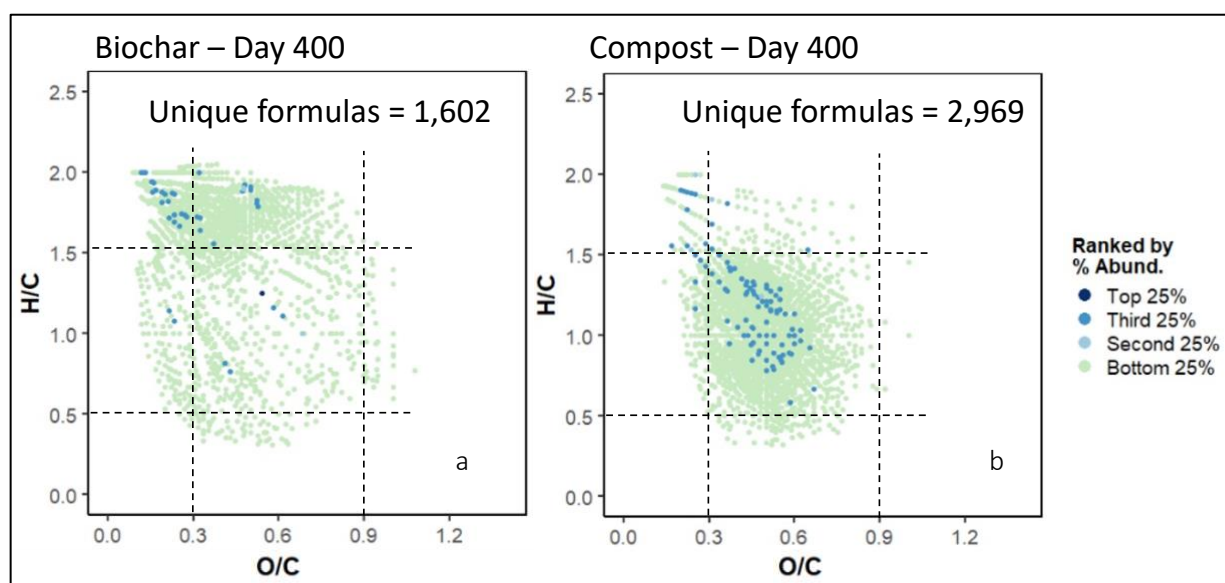 Biochar – Day 400
Unique formulas = 1,602
2.5
2.0
1.5
1.0
0.5
0.0
H/C
0.0 0.3 0.6 0.9 1.2
O/C
a
Compost – Day 400
Unique formulas = 2,969
2.5
2.0
1.5
1.0
0.5
0.0
H/C
0.0 0.3 0.6 0.9 1.2
O/C
b
Ranked by
% Abund.
Top 25%
Third 25%
Second 25%
Bottom 25%